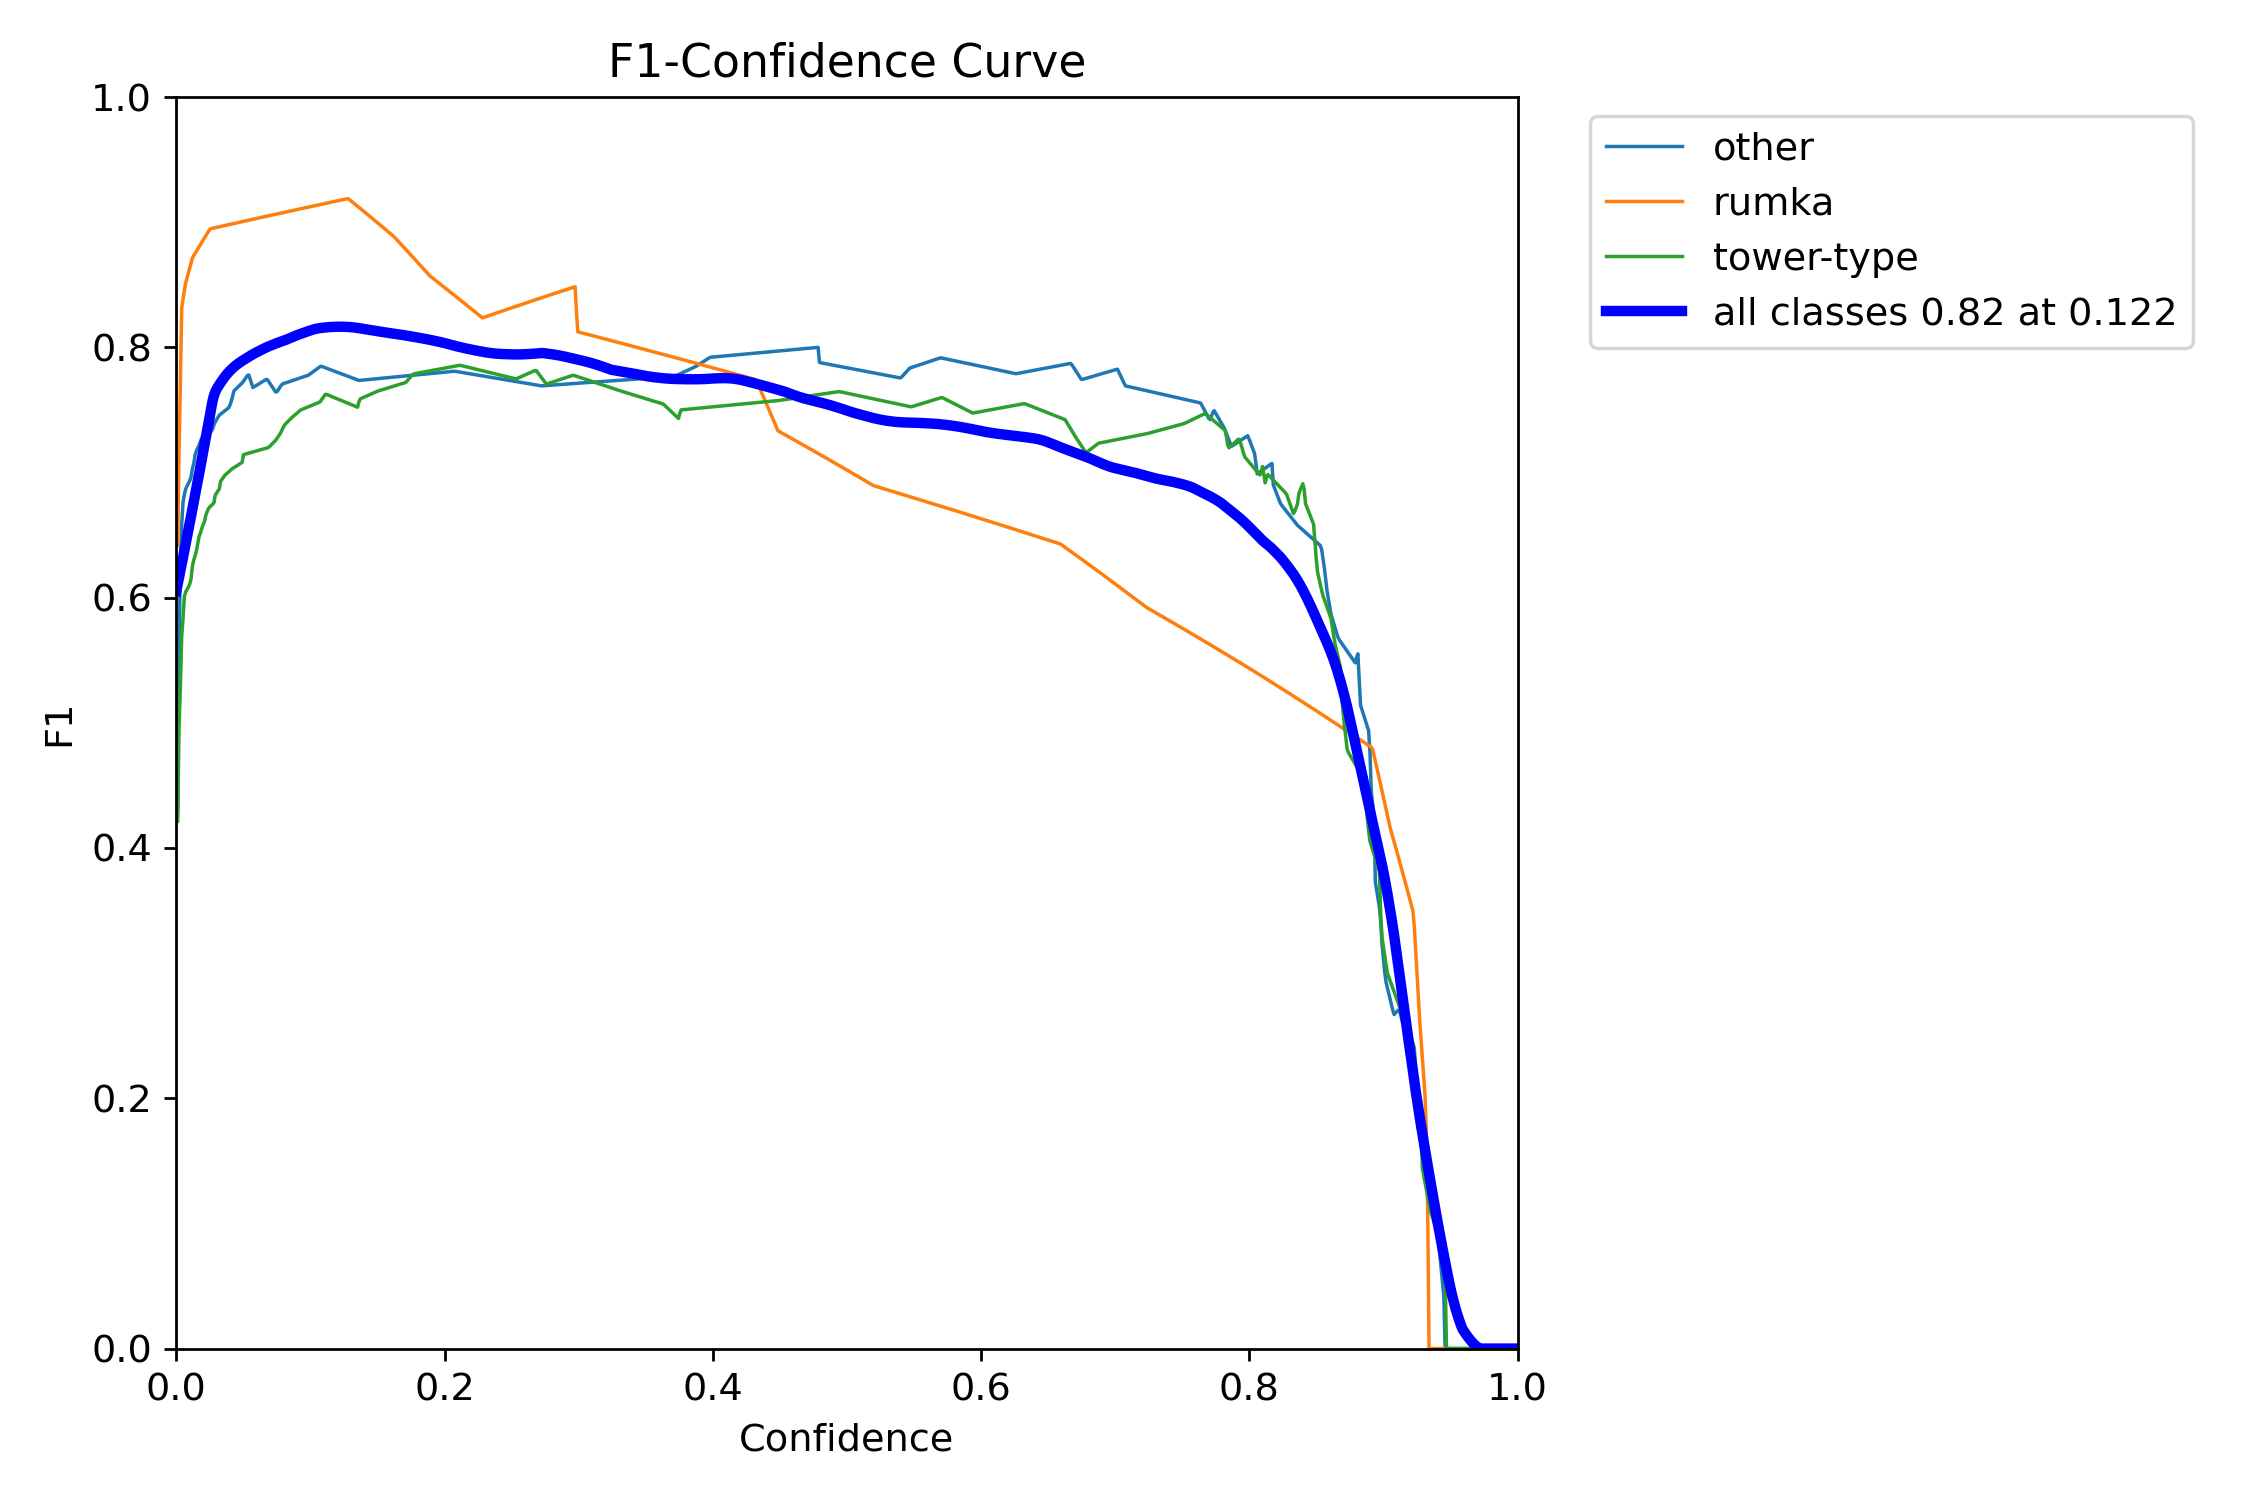 F1-Confidence Curve
other
rumka
tower-type
all classes 0.82 at 0.122
F1
1.0
0.8
0.6
0.4
0.2
0.0
0.0 0.2 0.4 0.6 0.8 1.0
Confidence